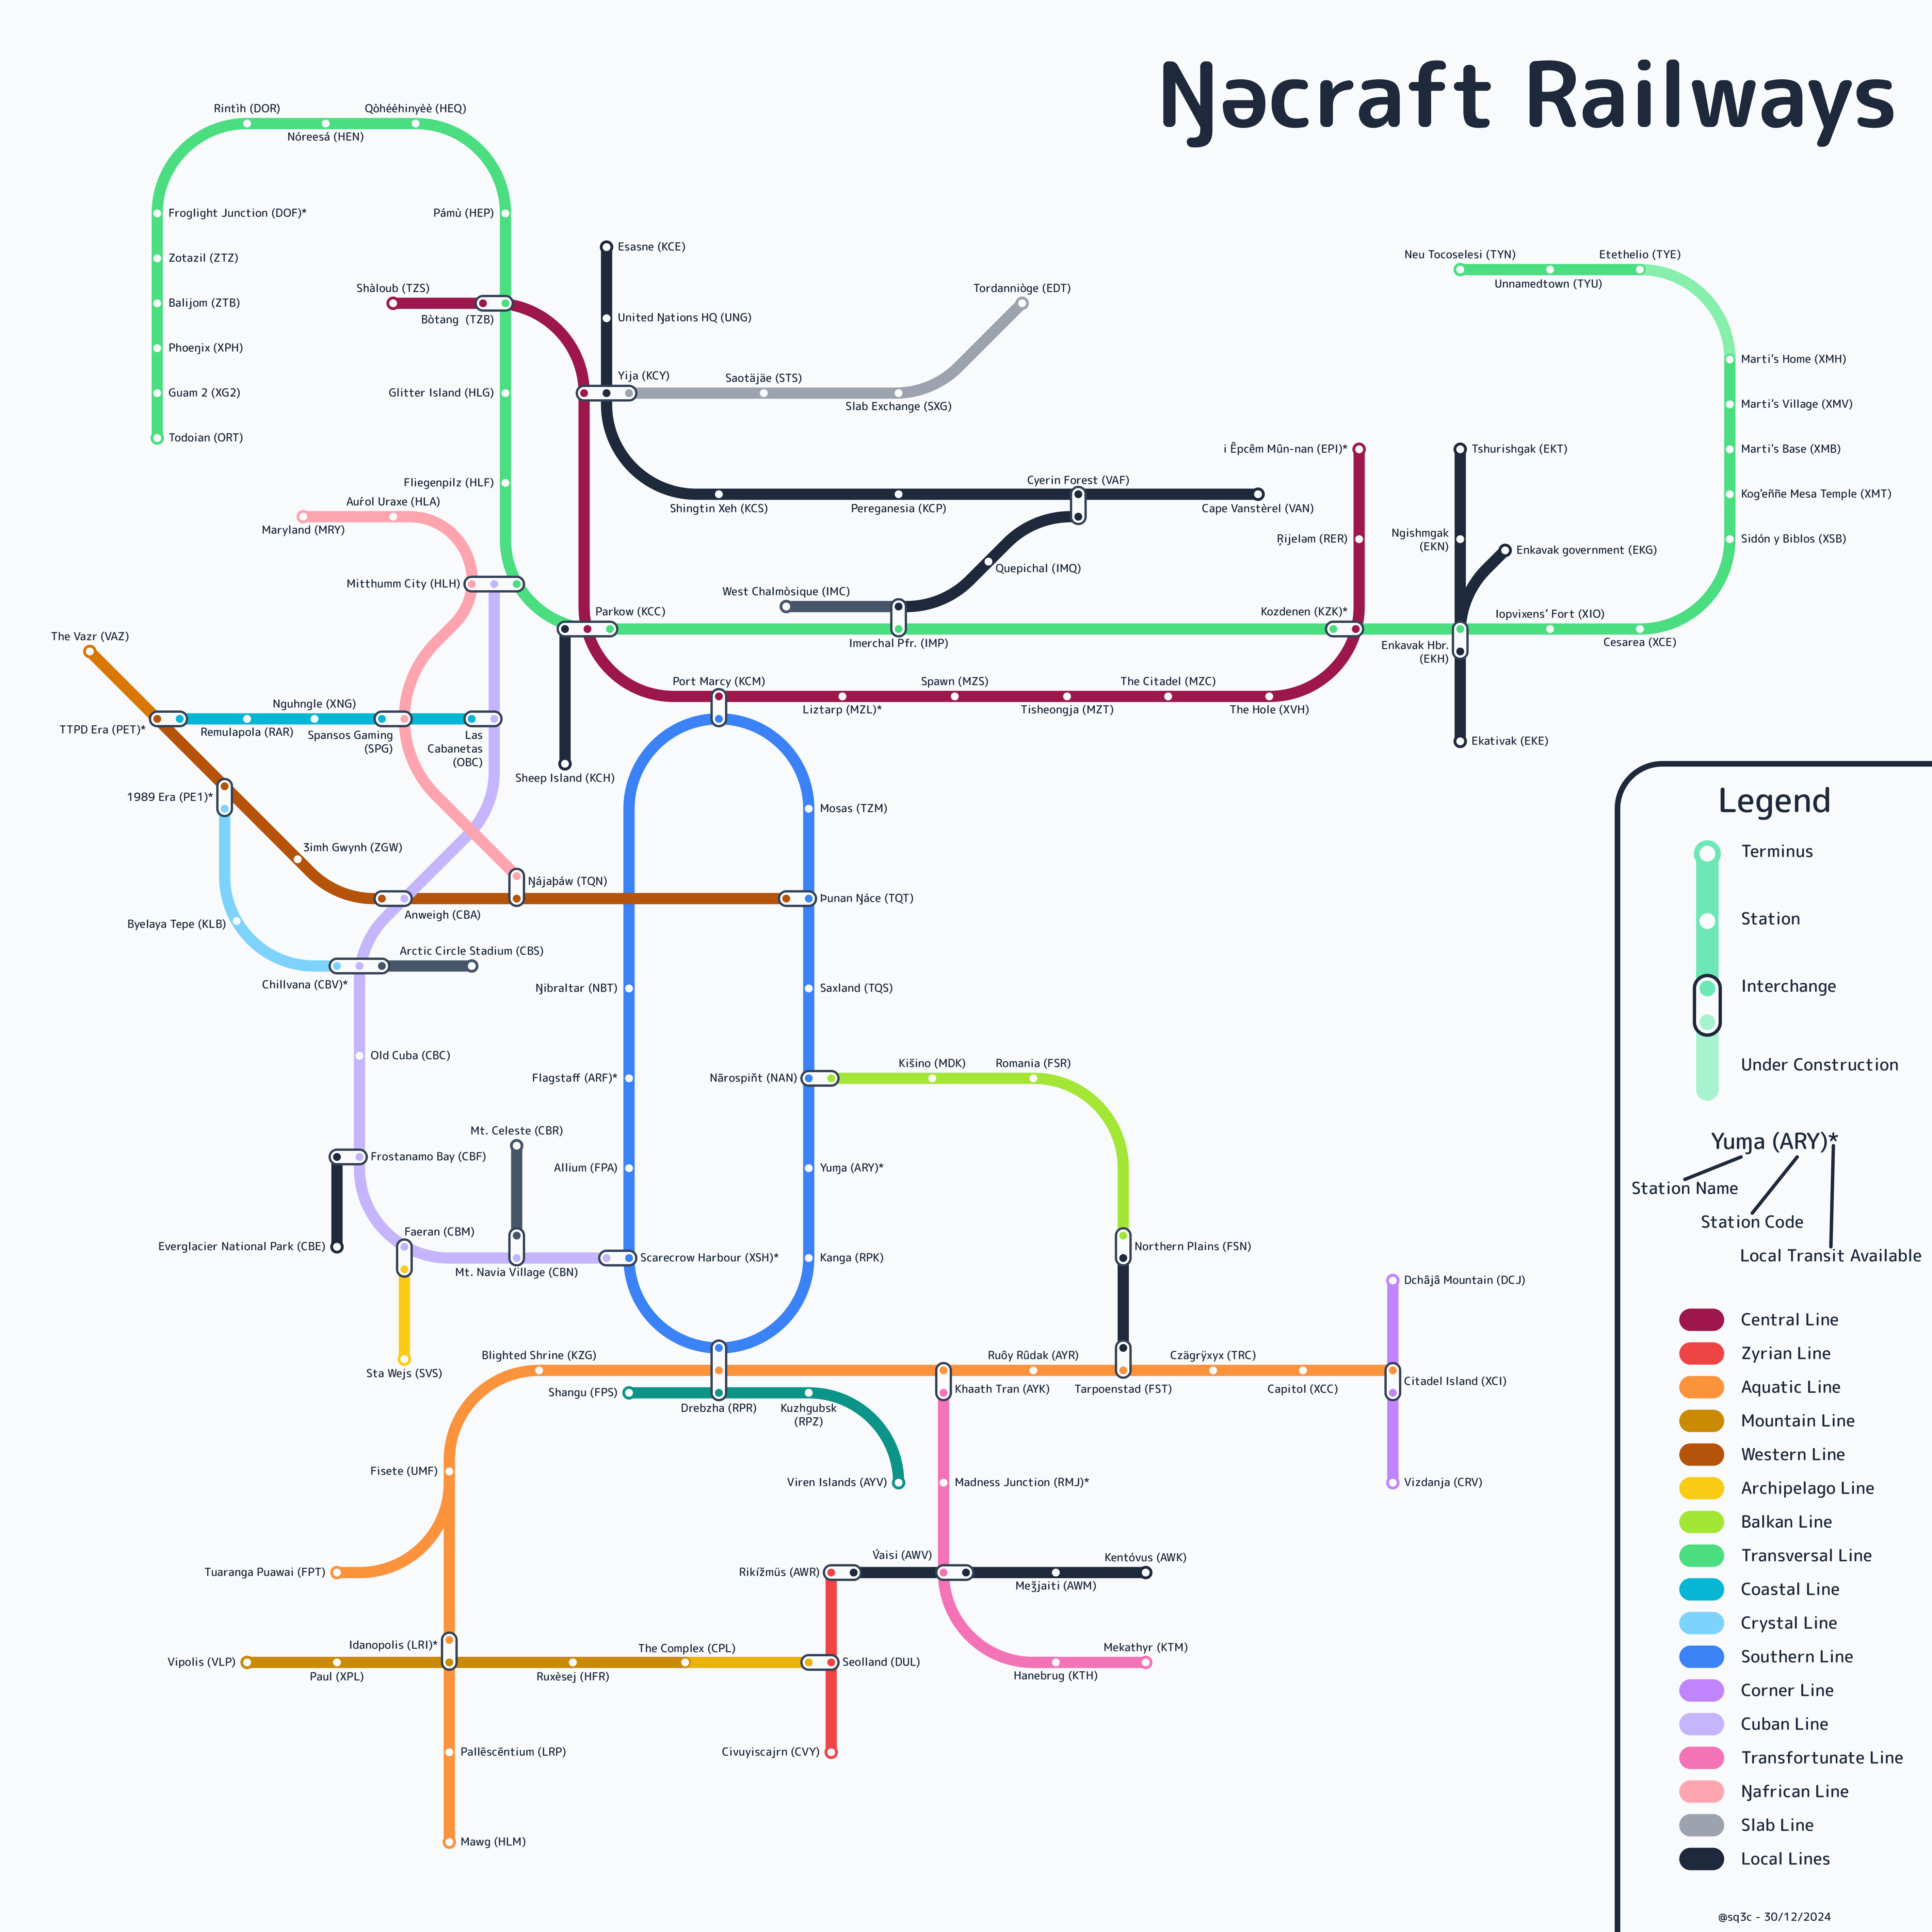 Ŋəcraft Railways
Rintìh (DOR)
Qòhééhinyèè (HEQ)
Nóreesá (HEN)
Froglight Junction (DOF)*
Pámù (HEP)
Zotazil (ZTZ)
Balijom (ZTB)
Phoeŋix (XPH)
Guam 2 (XG2)
Todoian (ORT)
Shàloub (TZS)
Bòtang (TZB)
Glitter Island (HLG)
Fliegenpilz (HLF)
Esasne (KCE)
United Ŋations HQ (UNG)
Yija (KCY)
Saotäjäe (STS)
Slab Exchange (SXG)
Tordanniòge (EDT)
Neu Tocoselesi (TYN)
Etethelio (TYE)
Unnamedtown (TYU)
Marti's Home (XMH)
Marti's Village (XMV)
Marti's Base (XMB)
Kog'eññe Mesa Temple (XMT)
Sidón y Biblos (XSB)
i Êpcêm Mûn-nan (EPI)*
Tshurishgak (EKT)
Cyerin Forest (VAF)
Shingtin Xeh (KCS)
Pereganesia (KCP)
Cape Vanstèrel (VAN)
Auŕol Uraxe (HLA)
Maryland (MRY)
Ŗijeləm (RER)
Ngishmgak
(EKN)
Enkavak government (EKG)
Quepichal (IMQ)
Mitthumm City (HLH)
West Chalmòsique (IMC)
Parkow (KCC)
Kozdenen (KZK)*
Iopvixens’ Fort (XIO)
Imerchal Pfr. (IMP)
Enkavak Hbr.
(EKH)
Cesarea (XCE)
The Vazr (VAZ)
Port Marcy (KCM)
Spawn (MZS)
The Citadel (MZC)
Liztarp (MZL)*
Tisheongja (MZT)
The Hole (XVH)
Nguhngle (XNG)
TTPD Era (PET)*
Remulapola (RAR)
Spansos Gaming
(SPG)
Las
Cabanetas
(OBC)
Ekativak (EKE)
Sheep Island (KCH)
1989 Era (PE1)*
Mosas (TZM)
Ʒimh Gwynh (ZGW)
Ŋájaþáw (TQN)
Þunan Ŋáce (TQT)
Anweigh (CBA)
Byelaya Tepe (KLB)
Arctic Circle Stadium (CBS)
Chillvana (CBV)*
Ŋibraltar (NBT)
Saxland (TQS)
Old Cuba (CBC)
Kišino (MDK)
Romania (FSR)
Flagstaff (ARF)*
Nārospiňt (NAN)
Mt. Celeste (CBR)
Frostanamo Bay (CBF)
Allium (FPA)
Yuɱa (ARY)*
Faeran (CBM)
Everglacier National Park (CBE)
Northern Plains (FSN)
Scarecrow Harbour (XSH)*
Kanga (RPK)
Mt. Navia Village (CBN)
Dchâjâ Mountain (DCJ)
Blighted Shrine (KZG)
Ruôy Rûdak (AYR)
Czägrÿxyx (TRC)
Sta Wejs (SVS)
Shangu (FPS)
Khaath Tran (AYK)
Tarpoenstad (FST)
Capitol (XCC)
Citadel Island (XCI)
Drebzha (RPR)
Kuzhgubsk
(RPZ)
Fisete (UMF)
Viren Islands (AYV)
Madness Junction (RMJ)*
Vizdanja (CRV)
Tuaranga Puawai (FPT)
Rikížmüs (AWR)
V́aisi (AWV)
Kentóvus (AWK)
Meǯjaiti (AWM)
Idanopolis (LRI)*
The Complex (CPL)
Vipolis (VLP)
Paul (XPL)
Ruxèsej (HFR)
Seolland (DUL)
Mekathyr (KTM)
Hanebrug (KTH)
Pallēscēntium (LRP)
Civuyiscajrn (CVY)
Mawg (HLM)
Legend
Terminus
Station
Interchange
Under Construction
Yuɱa (ARY)*
Station Name
Station Code
Local Transit Available
Central Line
Zyrian Line
Aquatic Line
Mountain Line
Western Line
Archipelago Line
Balkan Line
Transversal Line
Coastal Line
Crystal Line
Southern Line
Corner Line
Cuban Line
Transfortunate Line
Ŋafrican Line
Slab Line
Local Lines
@sq3c - 30/12/2024